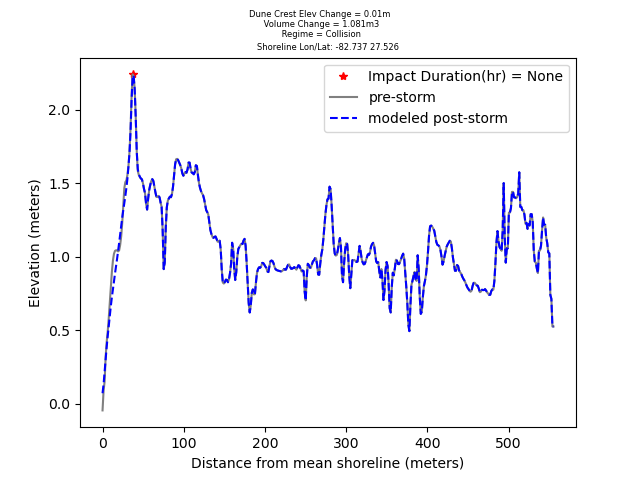 Dune Crest Elev Change = 0.01m
Volume Change = 1.081m3
Regime = Collision
Shoreline Lon/Lat: -82.737 27.526
Impact Duration(hr) = None
pre-storm
modeled post-storm
2.0
1.5
1.0
0.5
0.0
Elevation (meters)
0 100 200 300 400 500
Distance from mean shoreline (meters)